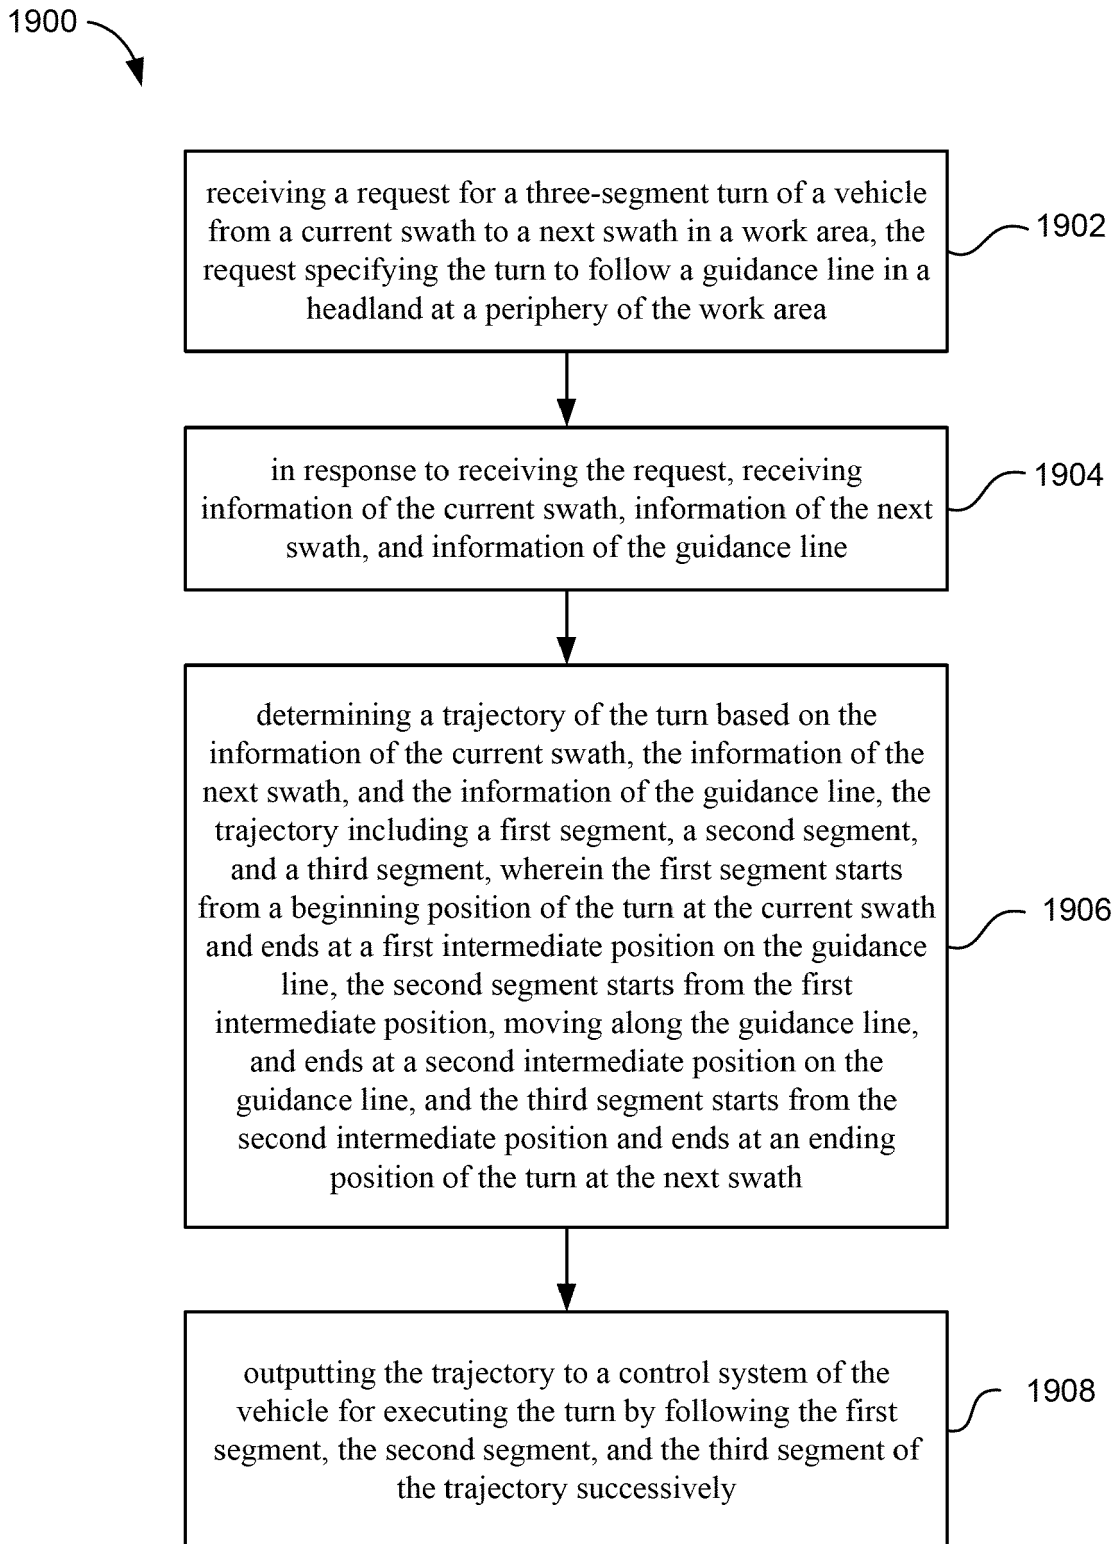 1900
receiving a request for a three-segment turn of a vehicle
from a current swath to a next swath in a work area, the
request specifying the turn to follow a guidance line in a
headland at a periphery of the work area
1902
in response to receiving the request, receiving
information of the current swath, information of the next
swath, and information of the guidance line
1904
determining a trajectory of the turn based on the
information of the current swath, the information of the
next swath, and the information of the guidance line, the
trajectory including a first segment, a second segment,
and a third segment, wherein the first segment starts
from a beginning position of the turn at the current swath
and ends at a first intermediate position on the guidance
line, the second segment starts from the first
intermediate position, moving along the guidance line,
and ends at a second intermediate position on the
guidance line, and the third segment starts from the
second intermediate position and ends at an ending
position of the turn at the next swath
1906
outputting the trajectory to a control system of the
vehicle for executing the turn by following the first
segment, the second segment, and the third segment of
the trajectory successively
1908